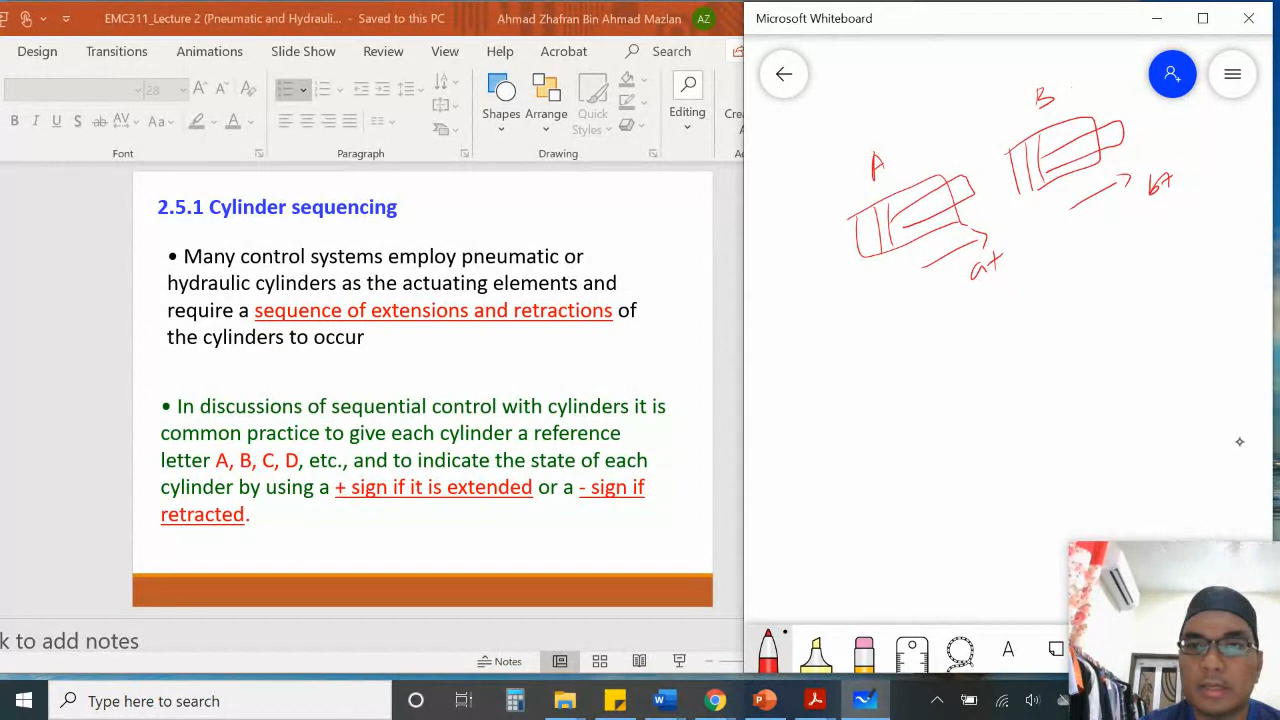 EMC311_Lecture 2 (Pneumatic and Hydrauli... - Saved to this PC
Ahmad Zhafran Bin Ahmad Mazlan
AZ
Design
Transitions
Animations
Slide Show
Review
View
Help
Acrobat
Search
28
B I U S ab AV Aa
Font
Paragraph
Shapes
Arrange
Quick
Styles
Drawing
Editing
Crea
A
2.5.1 Cylinder sequencing
• Many control systems employ pneumatic or
hydraulic cylinders as the actuating elements and
require a sequence of extensions and retractions of
the cylinders to occur
• In discussions of sequential control with cylinders it is
common practice to give each cylinder a reference
letter A, B, C, D, etc., and to indicate the state of each
cylinder by using a + sign if it is extended or a - sign if
retracted.
k to add notes
Notes
Microsoft Whiteboard
B
A
b+
a+
A
Type here to search